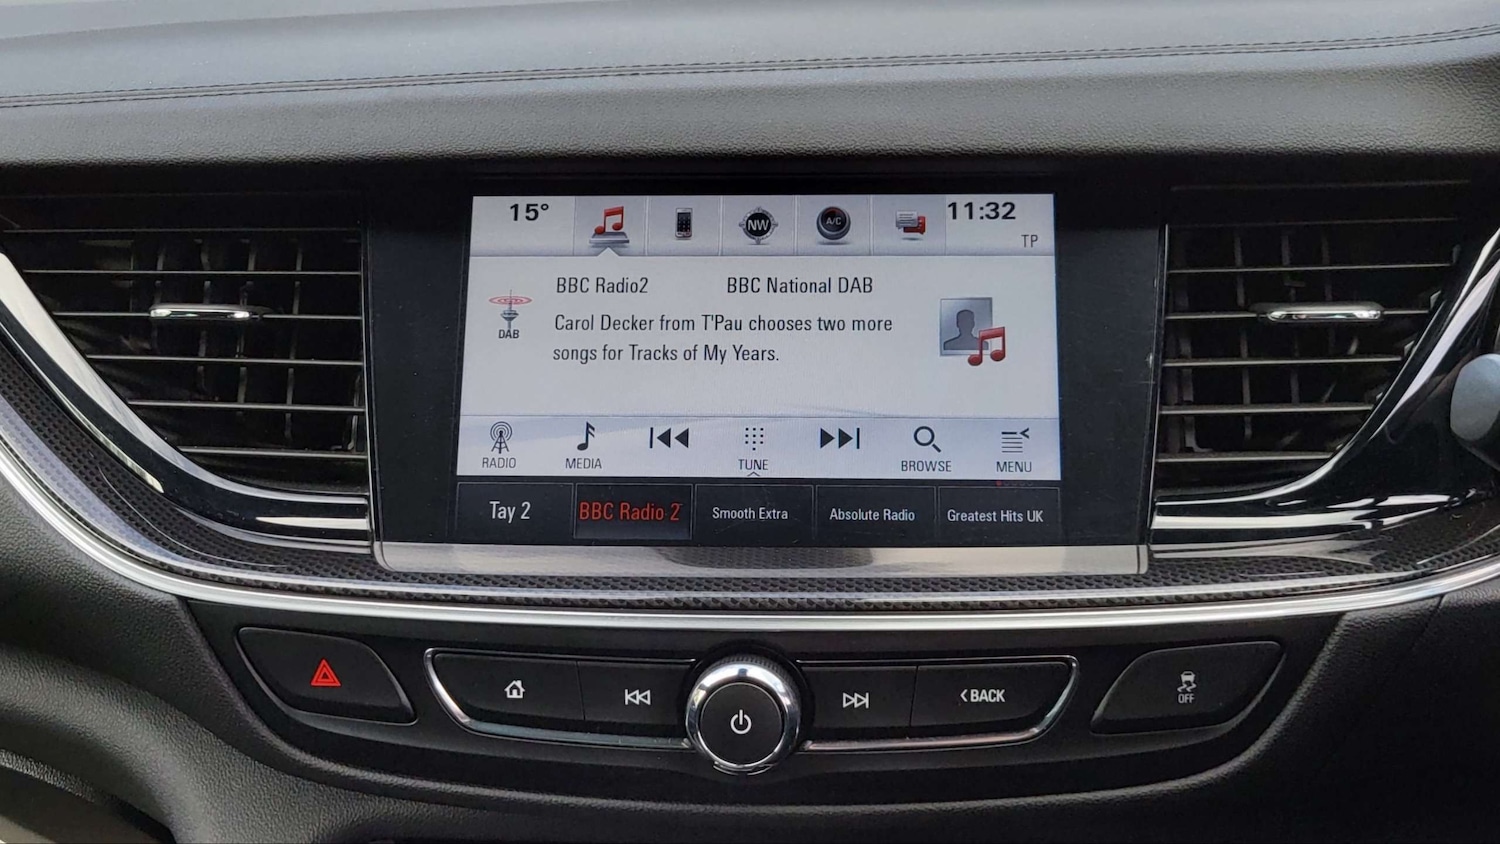 15°
NW
A/C
11:32
TP
BBC Radio2 BBC National DAB
DAB
Carol Decker from T'Pau chooses two more
songs for Tracks of My Years.
RADIO
MEDIA
TUNE
BROWSE
MENU
Tay 2
BBC Radio 2
Smooth Extra
Absolute Radio
Greatest Hits UK
BACK
OFF